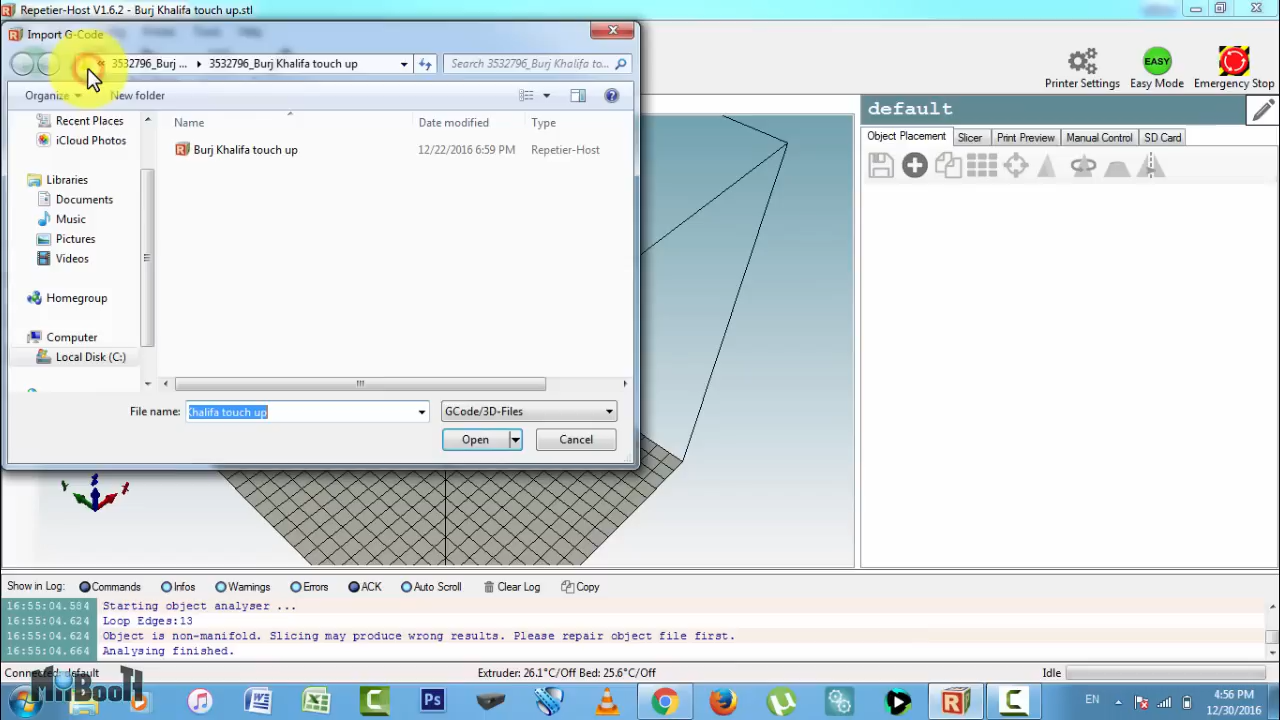 Repetier-Host V1.6.2 - Burj Khalifa touch up.stl
Import G-Code
« 3532796_Burj ... 3532796_Burj Khalifa touch up
Search 3532796_Burj Khalifa to...
Printer Settings Easy Mode Emergency Stop
EASY
Organize New folder
default
Object Placement Slicer Print Preview Manual Control SD Card
Name Date modified Type
Burj Khalifa touch up 12/22/2016 6:59 PM Repetier-Host
Recent Places
iCloud Photos
Libraries
Documents
Music
Pictures
Videos
Homegroup
Computer
Local Disk (C:)
File name: Khalifa touch up GCode/3D-Files
Open Cancel
Show in Log: Commands Infos Warnings Errors ACK Auto Scroll Clear Log Copy
16:55:04.584 Starting object analyser ...
16:55:04.624 Loop Edges:13
16:55:04.624 Object is non-manifold. Slicing may produce wrong results. Please repair object file first.
16:55:04.664 Analysing finished.
Connected: default Extruder: 26.1°C/Off Bed: 25.6°C/Off Idle
EN 4:56 PM
12/30/2016